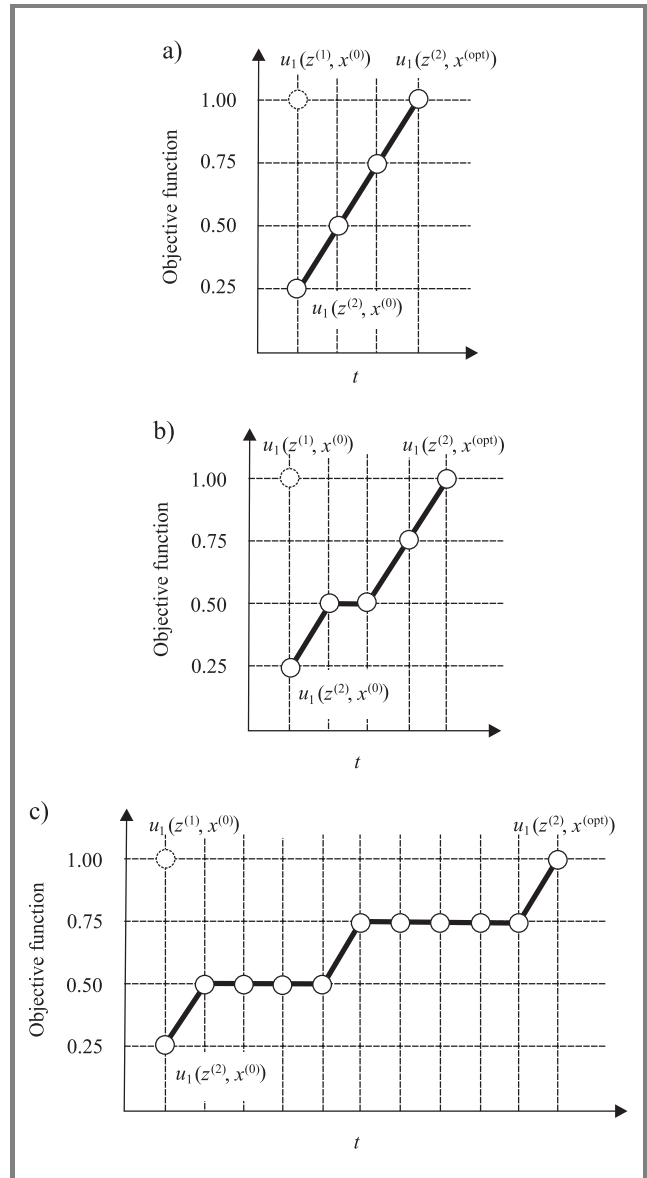 a)
u₁(z⁽¹⁾, x⁽⁰⁾) u₁(z⁽²⁾, x⁽ᵒᵖᵗ⁾)
1.00
0.75
0.50
0.25
Objective function
u₁(z⁽²⁾, x⁽⁰⁾)
t
b)
u₁(z⁽¹⁾, x⁽⁰⁾) u₁(z⁽²⁾, x⁽ᵒᵖᵗ⁾)
1.00
0.75
0.50
0.25
Objective function
u₁(z⁽²⁾, x⁽⁰⁾)
t
c)
u₁(z⁽¹⁾, x⁽⁰⁾) u₁(z⁽²⁾, x⁽ᵒᵖᵗ⁾)
1.00
0.75
0.50
0.25
Objective function
u₁(z⁽²⁾, x⁽⁰⁾)
t